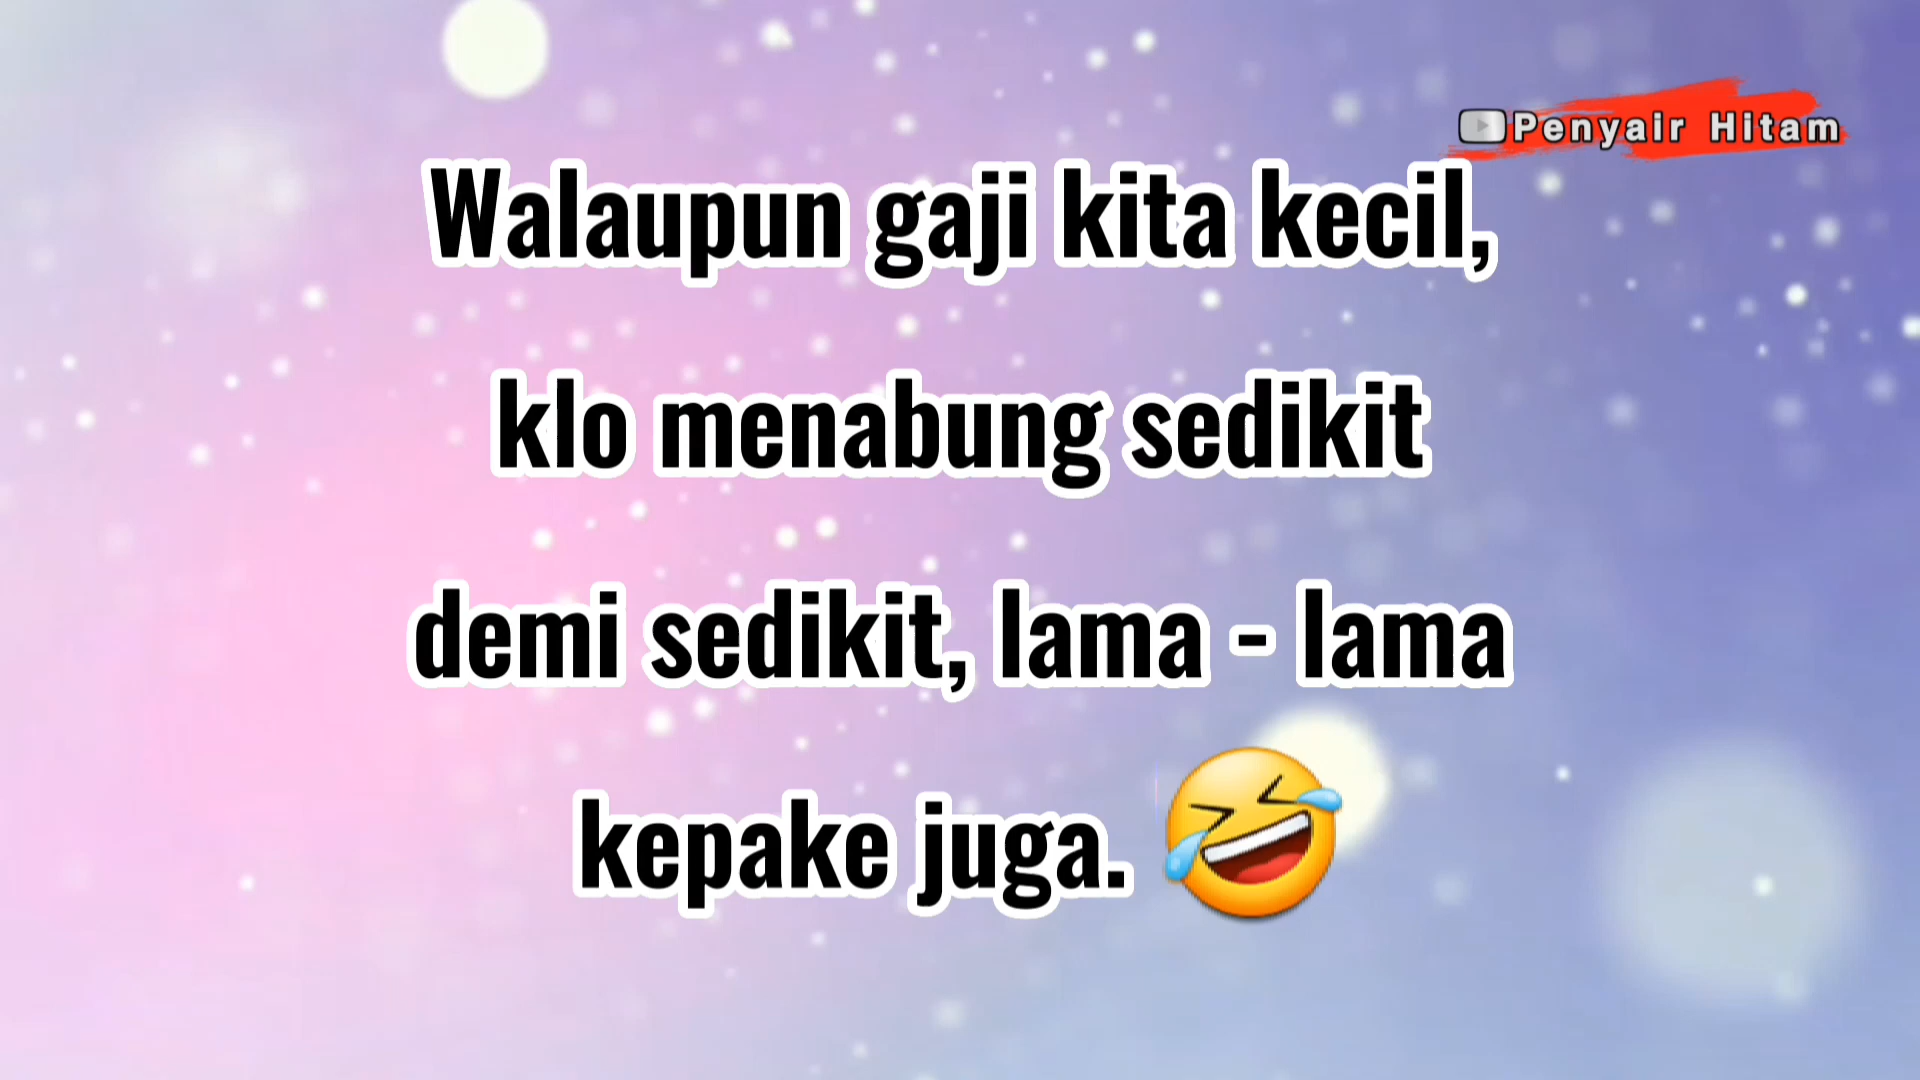 Penyair Hitam
Walaupun gaji kita kecil,
klo menabung sedikit
demi sedikit, lama - lama
kepake juga. 🤣